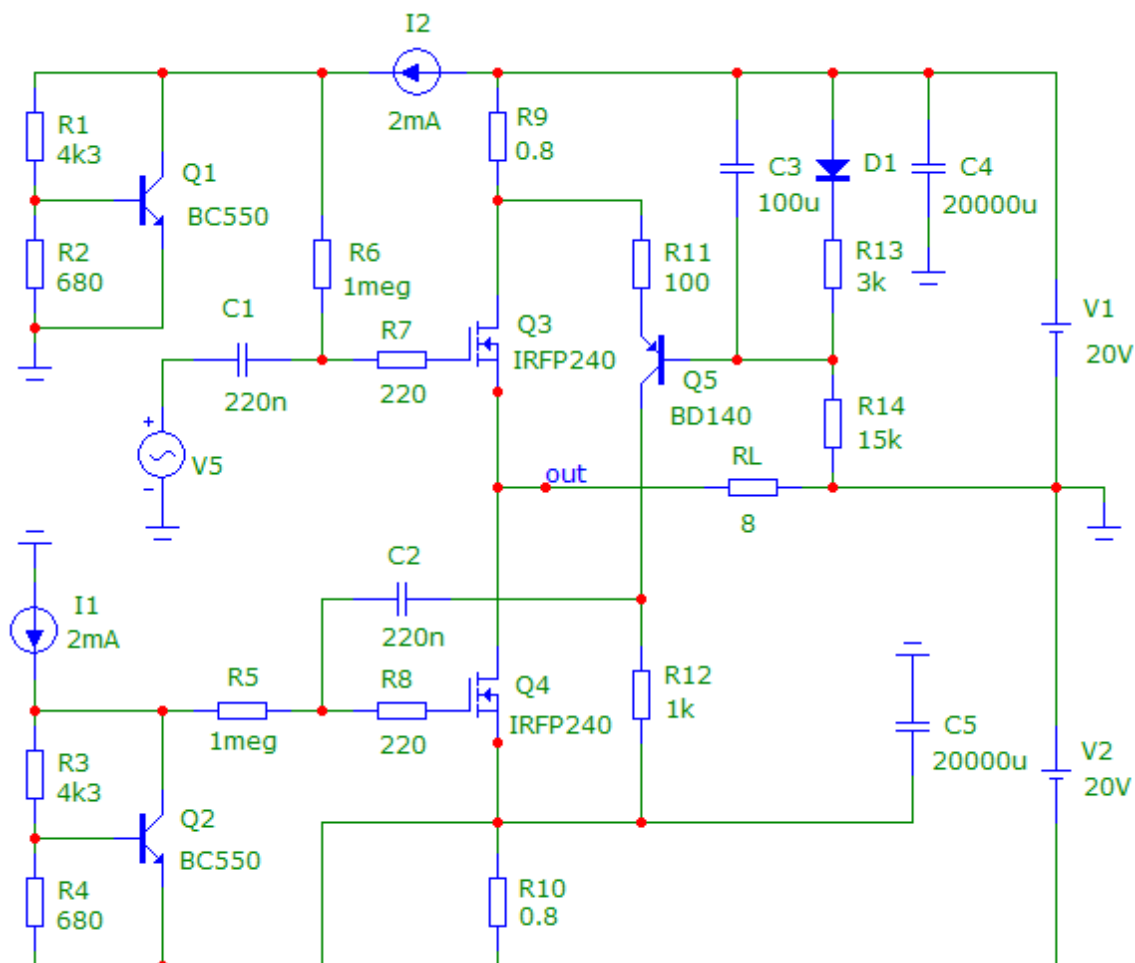 I2
2mA
R1
4k3
Q1
BC550
R2
680
C1
220n
V5
R6
1meg
R7
220
Q3
IRFP240
R9
0.8
R11
100
Q5
BD140
C3
100u
D1
R13
3k
C4
20000u
R14
15k
V1
20V
out
RL
8
I1
2mA
R5
1meg
C2
220n
R8
220
Q4
IRFP240
R12
1k
C5
20000u
V2
20V
R3
4k3
Q2
BC550
R4
680
R10
0.8
+
-